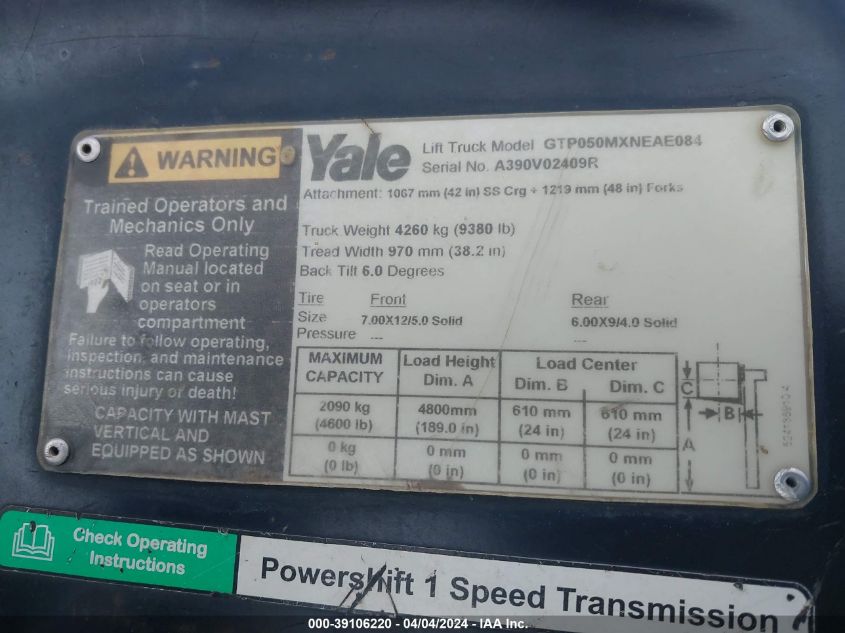 WARNING
Trained Operators and
Mechanics Only
Read Operating
Manual located
on seat or in
operators
compartment
Failure to follow operating,
inspection, and maintenance
instructions can cause
serious injury or death!
CAPACITY WITH MAST
VERTICAL AND
EQUIPPED AS SHOWN
Yale
Lift Truck Model GTP050MXNEAE084
Serial No. A390V02409R
Attachment: 1067 mm (42 in) SS Crg + 1219 mm (48 in) Forks
Truck Weight 4260 kg (9380 lb)
Tread Width 970 mm (38.2 in)
Back Tilt 6.0 Degrees
Tire Front Rear
Size 7.00X12/5.0 Solid 6.00X9/4.0 Solid
Pressure --- ---
MAXIMUM CAPACITY Load Height Dim. A Load Center Dim. B Dim. C
2090 kg (4600 lb) 4800mm (189.0 in) 610 mm (24 in) 610 mm (24 in)
0 kg (0 lb) 0 mm (0 in) 0 mm (0 in) 0 mm (0 in)
C
B
A
Check Operating
Instructions
Powershift 1 Speed Transmission
000-39106220 - 04/04/2024 - IAA Inc.